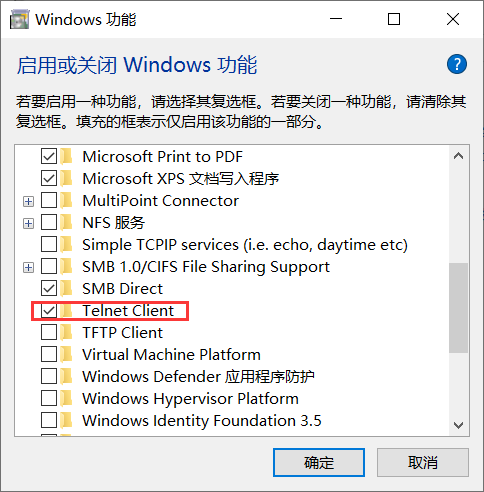 Windows 功能
启用或关闭 Windows 功能
?
若要启用一种功能，请选择其复选框。若要关闭一种功能，请清除其
复选框。填充的框表示仅启用该功能的一部分。
Microsoft Print to PDF
Microsoft XPS 文档写入程序
MultiPoint Connector
NFS 服务
Simple TCPIP services (i.e. echo, daytime etc)
SMB 1.0/CIFS File Sharing Support
SMB Direct
Telnet Client
TFTP Client
Virtual Machine Platform
Windows Defender 应用程序防护
Windows Hypervisor Platform
Windows Identity Foundation 3.5
确定
取消